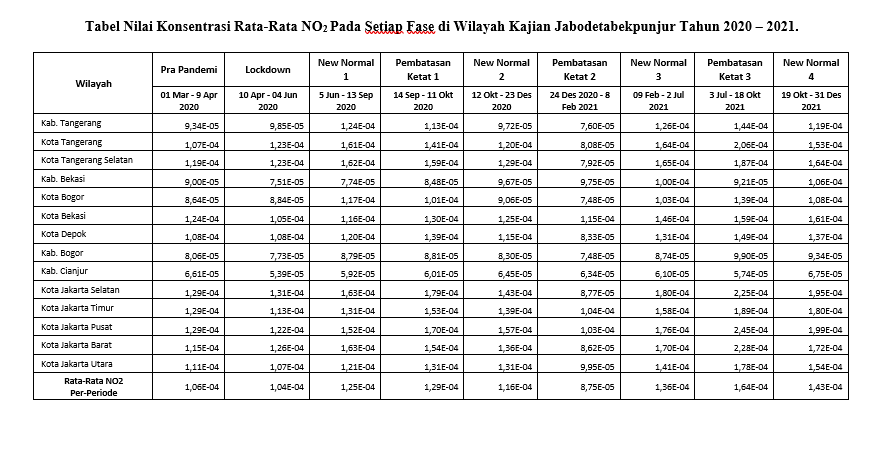 Tabel Nilai Konsentrasi Rata-Rata NO2 Pada Setiap Fase di Wilayah Kajian Jabodetabekpunjur Tahun 2020 – 2021.
Wilayah Pra Pandemi Lockdown New Normal 1 Pembatasan Ketat 1 New Normal 2 Pembatasan Ketat 2 New Normal 3 Pembatasan Ketat 3 New Normal 4
01 Mar - 9 Apr 2020 10 Apr - 04 Jun 2020 5 Jun - 13 Sep 2020 14 Sep - 11 Okt 2020 12 Okt - 23 Des 2020 24 Des 2020 - 8 Feb 2021 09 Feb - 2 Jul 2021 3 Jul - 18 Okt 2021 19 Okt - 31 Des 2021
Kab. Tangerang 9,34E-05 9,85E-05 1,24E-04 1,13E-04 9,72E-05 7,60E-05 1,26E-04 1,44E-04 1,19E-04
Kota Tangerang 1,07E-04 1,23E-04 1,61E-04 1,41E-04 1,20E-04 8,08E-05 1,64E-04 2,06E-04 1,53E-04
Kota Tangerang Selatan 1,19E-04 1,23E-04 1,62E-04 1,59E-04 1,29E-04 7,92E-05 1,65E-04 1,87E-04 1,64E-04
Kab. Bekasi 9,00E-05 7,51E-05 7,74E-05 8,48E-05 9,67E-05 9,75E-05 1,00E-04 9,21E-05 1,06E-04
Kota Bogor 8,64E-05 8,84E-05 1,17E-04 1,01E-04 9,06E-05 7,48E-05 1,03E-04 1,39E-04 1,08E-04
Kota Bekasi 1,24E-04 1,05E-04 1,16E-04 1,30E-04 1,25E-04 1,15E-04 1,46E-04 1,59E-04 1,61E-04
Kota Depok 1,08E-04 1,08E-04 1,20E-04 1,39E-04 1,15E-04 8,33E-05 1,31E-04 1,49E-04 1,37E-04
Kab. Bogor 8,06E-05 7,73E-05 8,79E-05 8,81E-05 8,30E-05 7,48E-05 8,74E-05 9,90E-05 9,34E-05
Kab. Cianjur 6,61E-05 5,39E-05 5,92E-05 6,01E-05 6,45E-05 6,34E-05 6,10E-05 5,74E-05 6,75E-05
Kota Jakarta Selatan 1,29E-04 1,31E-04 1,63E-04 1,79E-04 1,43E-04 8,77E-05 1,80E-04 2,25E-04 1,95E-04
Kota Jakarta Timur 1,29E-04 1,13E-04 1,31E-04 1,53E-04 1,39E-04 1,04E-04 1,58E-04 1,89E-04 1,80E-04
Kota Jakarta Pusat 1,29E-04 1,22E-04 1,52E-04 1,70E-04 1,57E-04 1,03E-04 1,76E-04 2,45E-04 1,99E-04
Kota Jakarta Barat 1,15E-04 1,26E-04 1,63E-04 1,54E-04 1,36E-04 8,62E-05 1,70E-04 2,28E-04 1,72E-04
Kota Jakarta Utara 1,11E-04 1,07E-04 1,21E-04 1,31E-04 1,31E-04 9,95E-05 1,41E-04 1,78E-04 1,54E-04
Rata-Rata NO2 Per-Periode 1,06E-04 1,04E-04 1,25E-04 1,29E-04 1,16E-04 8,75E-05 1,36E-04 1,64E-04 1,43E-04